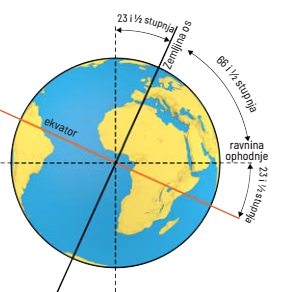 23 i ½ stupnja
Zemljina os
66 i ½ stupnja
ekvator
ravnina
ophodnje
23 i ½ stupnja